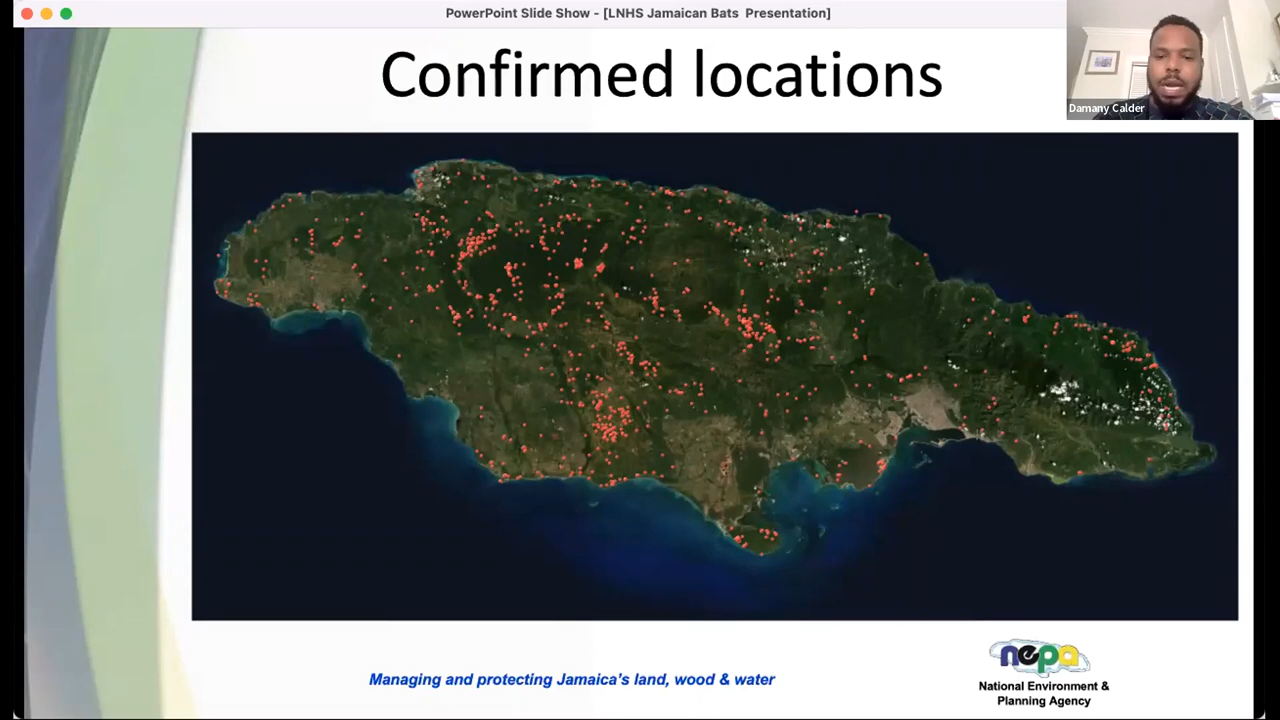 PowerPoint Slide Show - [LNHS Jamaican Bats  Presentation]
Confirmed locations
Damany Calder
Managing and protecting Jamaica's land, wood & water
nepa
National Environment &
Planning Agency